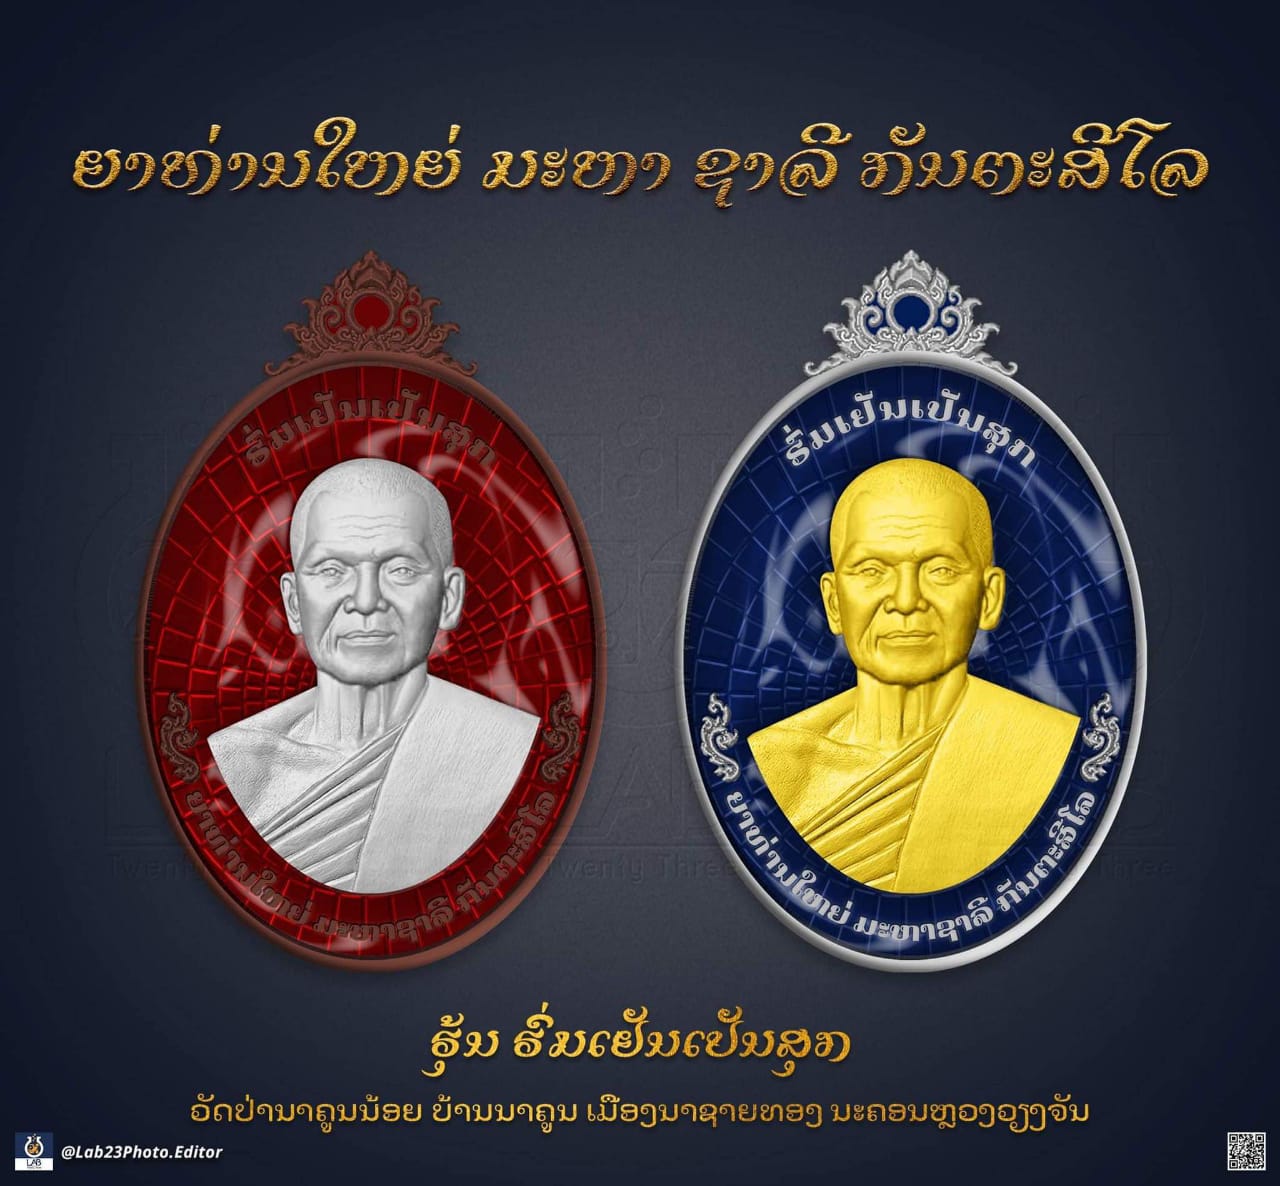 ຍາທ່ານໃຫຍ່ ມະຫາ ຊາລີ ກັນຕະສີໂລ
ຮົ່ມເຢັນເປັນສຸກ
ຍາທ່ານໃຫຍ່ ມະຫາຊາລີ ກັນຕະສີໂລ
ຮົ່ມເຢັນເປັນສຸກ
ຍາທ່ານໃຫຍ່ ມະຫາຊາລີ ກັນຕະສິໂລ
ຮຸ້ນ ຮົ່ມເຢັນເປັນສຸກ
ວັດປ່ານາຄູນນ້ອຍ ບ້ານນາຄູນ ເມືອງນາຊາຍທອງ ນະຄອນຫຼວງວຽງຈັນ
LAB
@Lab23Photo.Editor